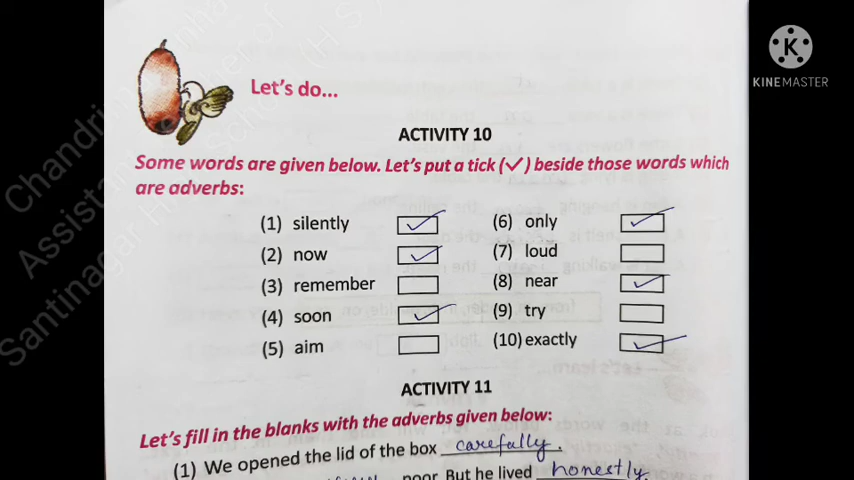 KINEMASTER
Let's do...
ACTIVITY 10
Some words are given below. Let's put a tick (✓) beside those words which
are adverbs:
(1) silently ✓ (6) only ✓
(2) now ✓ (7) loud
(3) remember (8) near ✓
(4) soon ✓ (9) try
(5) aim (10) exactly ✓
ACTIVITY 11
Let's fill in the blanks with the adverbs given below:
(1) We opened the lid of the box carefully.
poor. But he lived honestly.